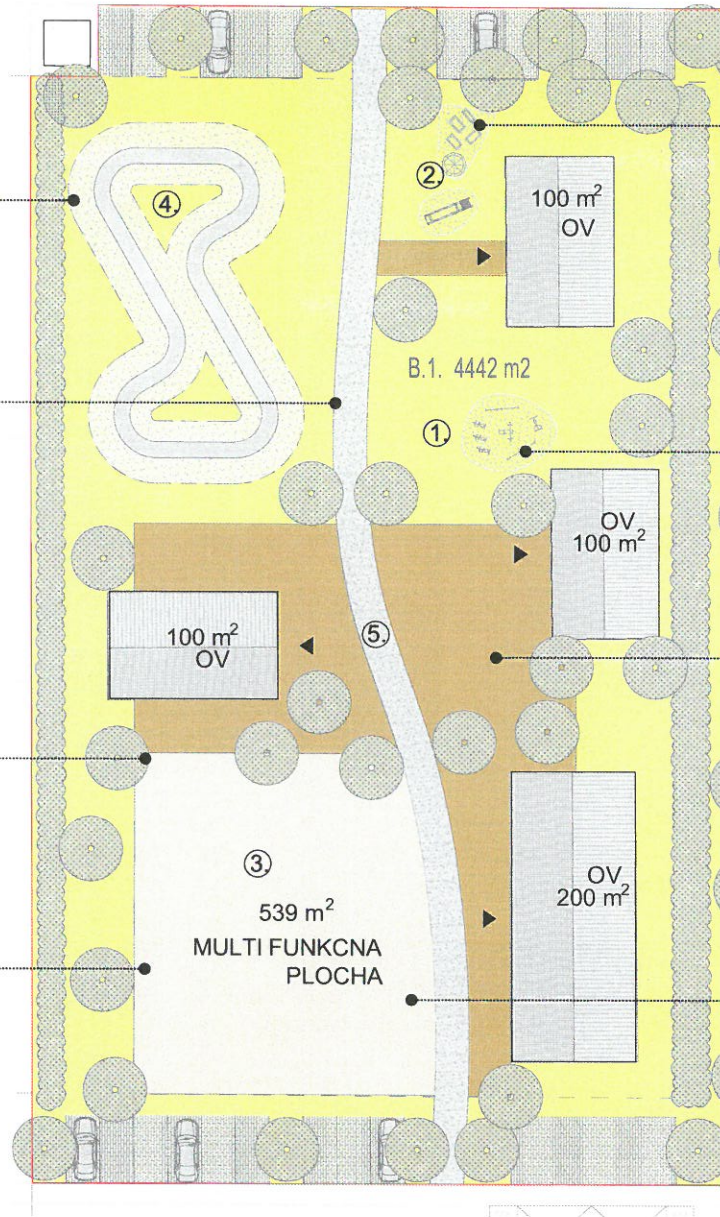 2.
100 m²
OV
4.
B.1. 4442 m2
1.
OV
100 m²
5.
100 m²
OV
3.
539 m²
MULTI FUNKCNA
PLOCHA
OV
200 m²